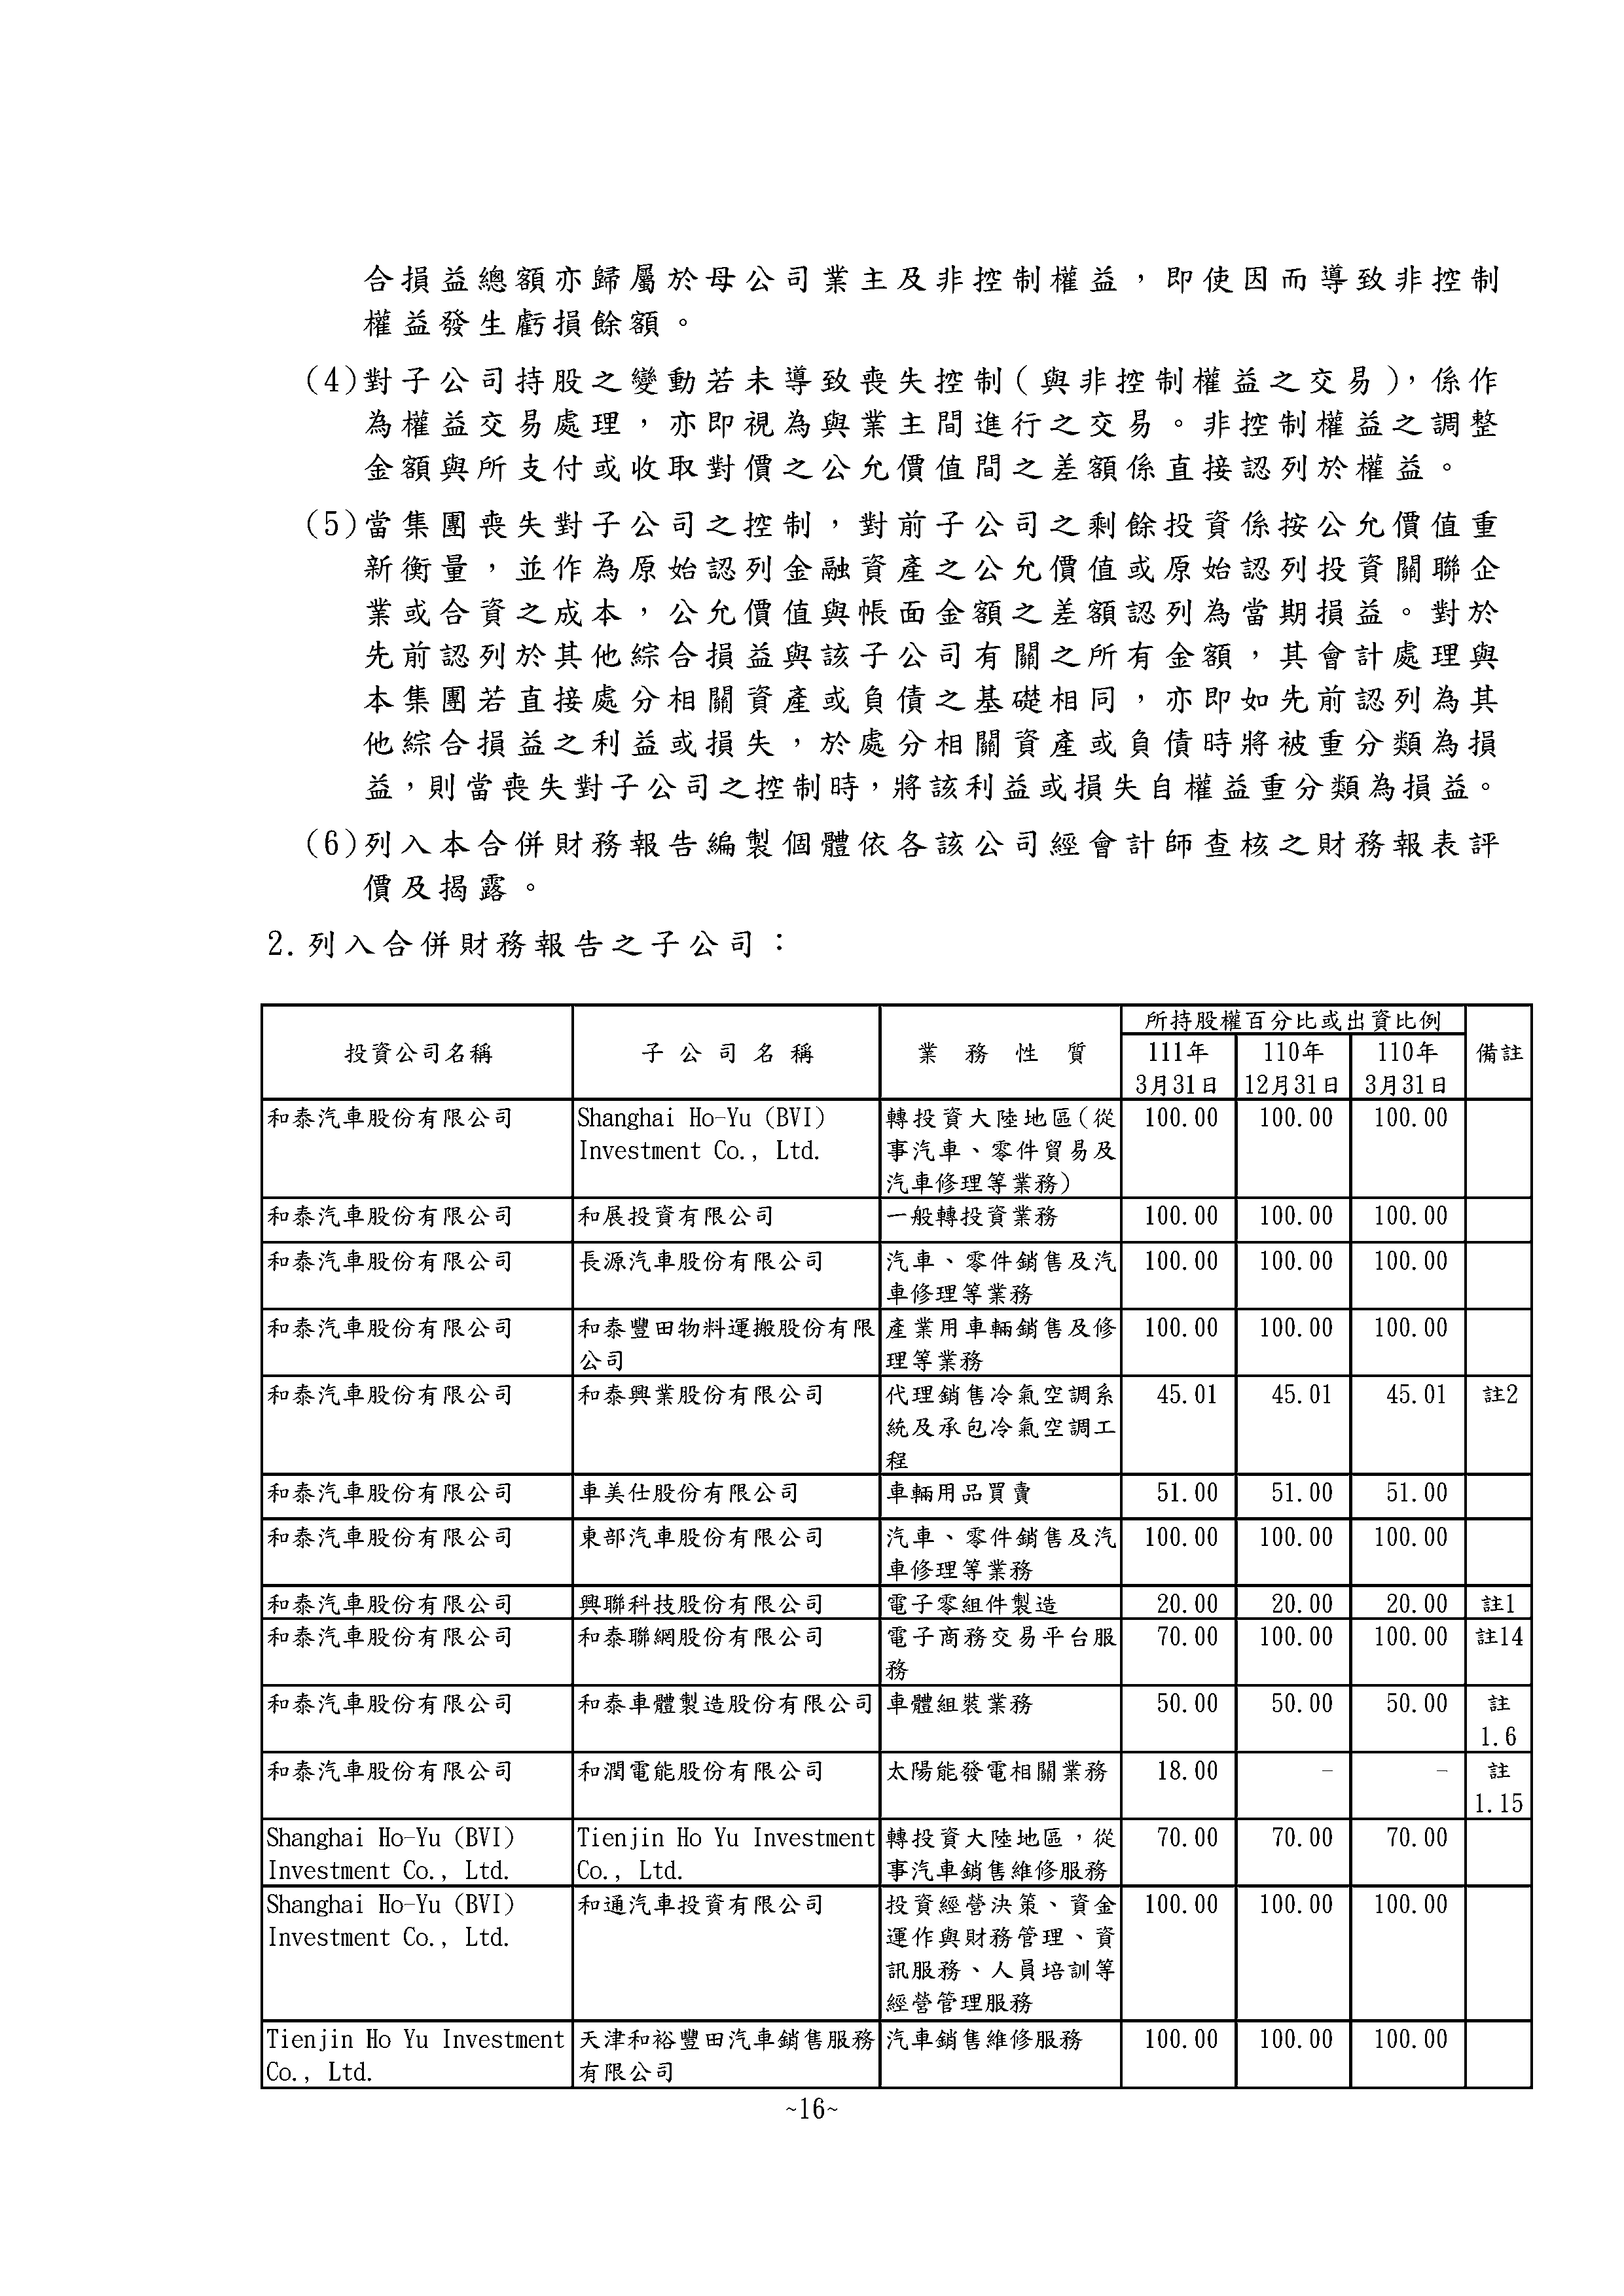 合損益總額亦歸屬於母公司業主及非控制權益，即使因而導致非控制
權益發生虧損餘額。
(4)對子公司持股之變動若未導致喪失控制(與非控制權益之交易)，係作
為權益交易處理，亦即視為與業主間進行之交易。非控制權益之調整
金額與所支付或收取對價之公允價值間之差額係直接認列於權益。
(5)當集團喪失對子公司之控制，對前子公司之剩餘投資係按公允價值重
新衡量，並作為原始認列金融資產之公允價值或原始認列投資關聯企
業或合資之成本，公允價值與帳面金額之差額認列為當期損益。對於
先前認列於其他綜合損益與該子公司有關之所有金額，其會計處理與
本集團若直接處分相關資產或負債之基礎相同，亦即如先前認列為其
他綜合損益之利益或損失，於處分相關資產或負債時將被重分類為損
益，則當喪失對子公司之控制時，將該利益或損失自權益重分類為損益。
(6)列入本合併財務報告編製個體依各該公司經會計師查核之財務報表評
價及揭露。
2.列入合併財務報告之子公司：
所持股權百分比或出資比例
投資公司名稱 子公司名稱 業務性質 111年 110年 110年 備註
3月31日 12月31日 3月31日
和泰汽車股份有限公司 Shanghai Ho-Yu (BVI) 轉投資大陸地區(從 100.00 100.00 100.00
Investment Co., Ltd. 事汽車、零件貿易及
汽車修理等業務)
和泰汽車股份有限公司 和展投資有限公司 一般轉投資業務 100.00 100.00 100.00
和泰汽車股份有限公司 長源汽車股份有限公司 汽車、零件銷售及汽 100.00 100.00 100.00
車修理等業務
和泰汽車股份有限公司 和泰豐田物料運搬股份有限 產業用車輛銷售及修 100.00 100.00 100.00
公司 理等業務
和泰汽車股份有限公司 和泰興業股份有限公司 代理銷售冷氣空調系 45.01 45.01 45.01 註2
統及承包冷氣空調工
程
和泰汽車股份有限公司 車美仕股份有限公司 車輛用品買賣 51.00 51.00 51.00
和泰汽車股份有限公司 東部汽車股份有限公司 汽車、零件銷售及汽 100.00 100.00 100.00
車修理等業務
和泰汽車股份有限公司 興聯科技股份有限公司 電子零組件製造 20.00 20.00 20.00 註1
和泰汽車股份有限公司 和泰聯網股份有限公司 電子商務交易平台服 70.00 100.00 100.00 註14
務
和泰汽車股份有限公司 和泰車體製造股份有限公司 車體組裝業務 50.00 50.00 50.00 註
1.6
和泰汽車股份有限公司 和潤電能股份有限公司 太陽能發電相關業務 18.00 - - 註
1.15
Shanghai Ho-Yu (BVI) Tienjin Ho Yu Investment 轉投資大陸地區，從 70.00 70.00 70.00
Investment Co., Ltd. Co., Ltd. 事汽車銷售維修服務
Shanghai Ho-Yu (BVI) 和通汽車投資有限公司 投資經營決策、資金 100.00 100.00 100.00
Investment Co., Ltd. 運作與財務管理、資
訊服務、人員培訓等
經營管理服務
Tienjin Ho Yu Investment 天津和裕豐田汽車銷售服務 汽車銷售維修服務 100.00 100.00 100.00
Co., Ltd. 有限公司
~16~